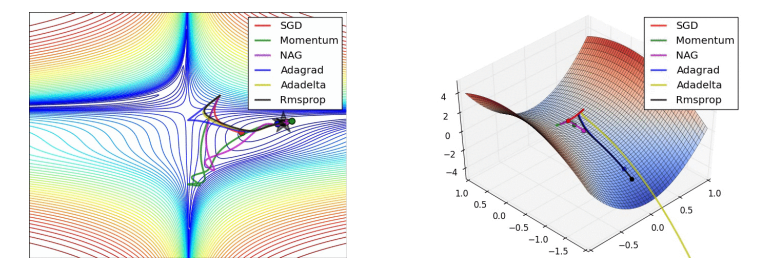 SGD
Momentum
NAG
Adagrad
Adadelta
Rmsprop
SGD
Momentum
NAG
Adagrad
Adadelta
Rmsprop
4
2
0
−2
−4
1.0
0.5
0.0
−0.5
−1.0
−1.5
−0.5
0.0
0.5
1.0